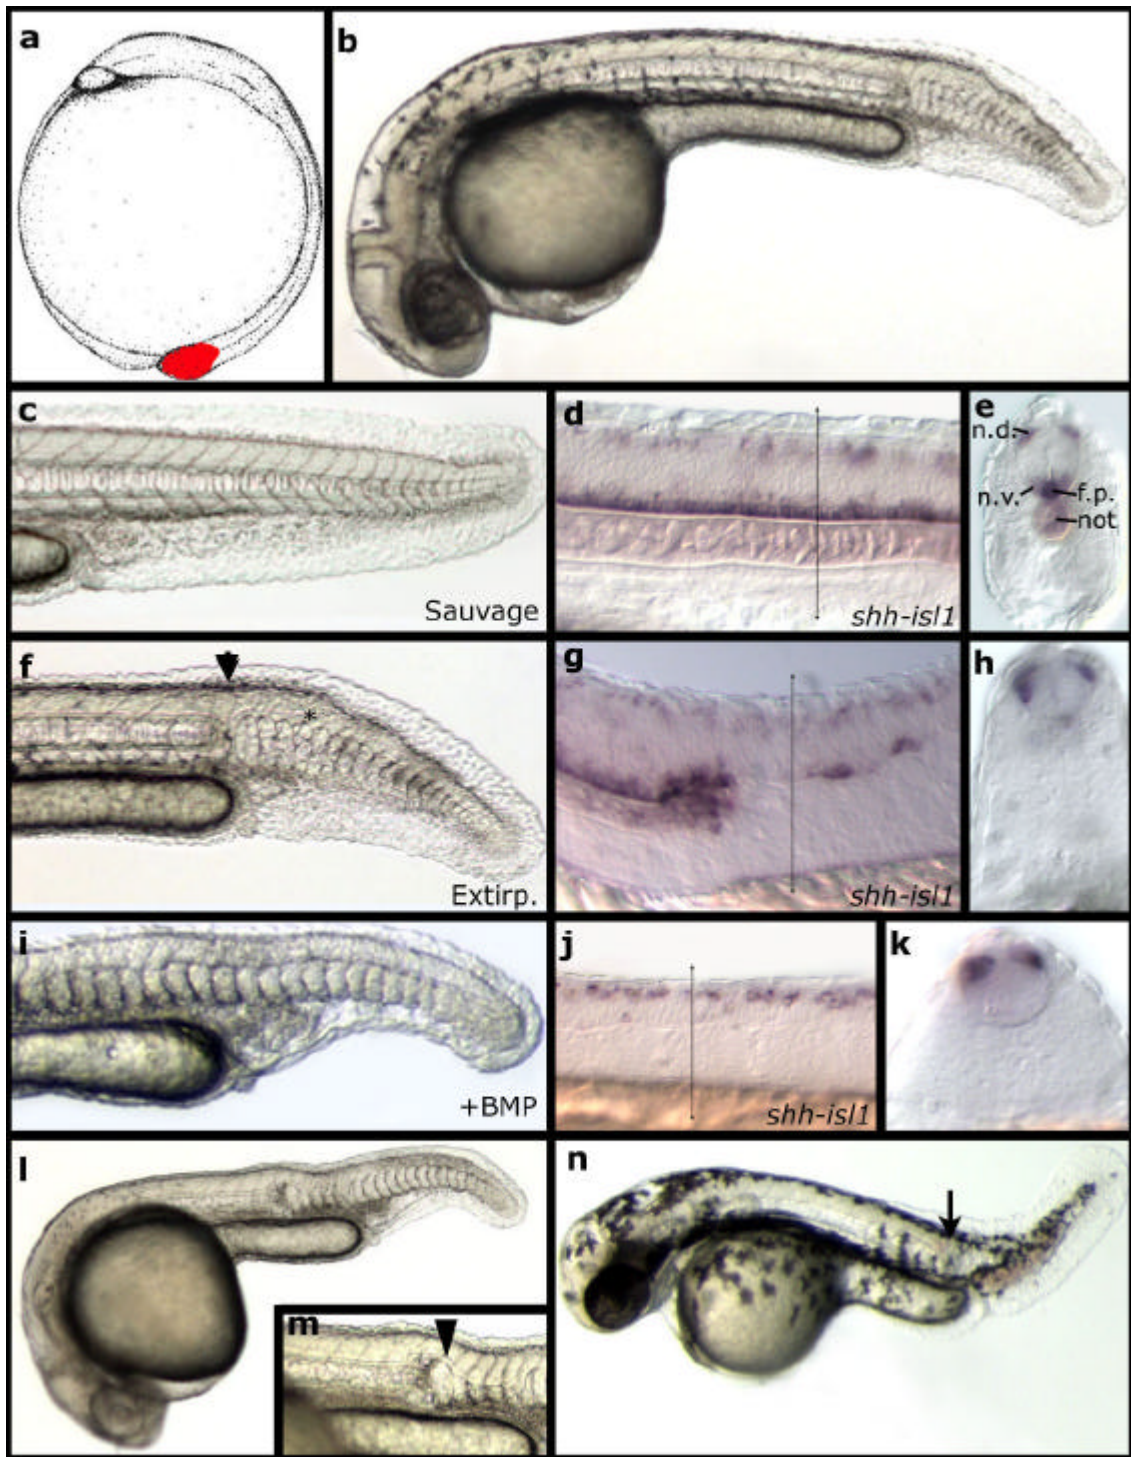 a
b
c
Sauvage
d
shh-isl1
e
n.d.
n.v.
f.p.
not
f
*
Extirp.
g
shh-isl1
h
i
+BMP
j
shh-isl1
k
l
m
n